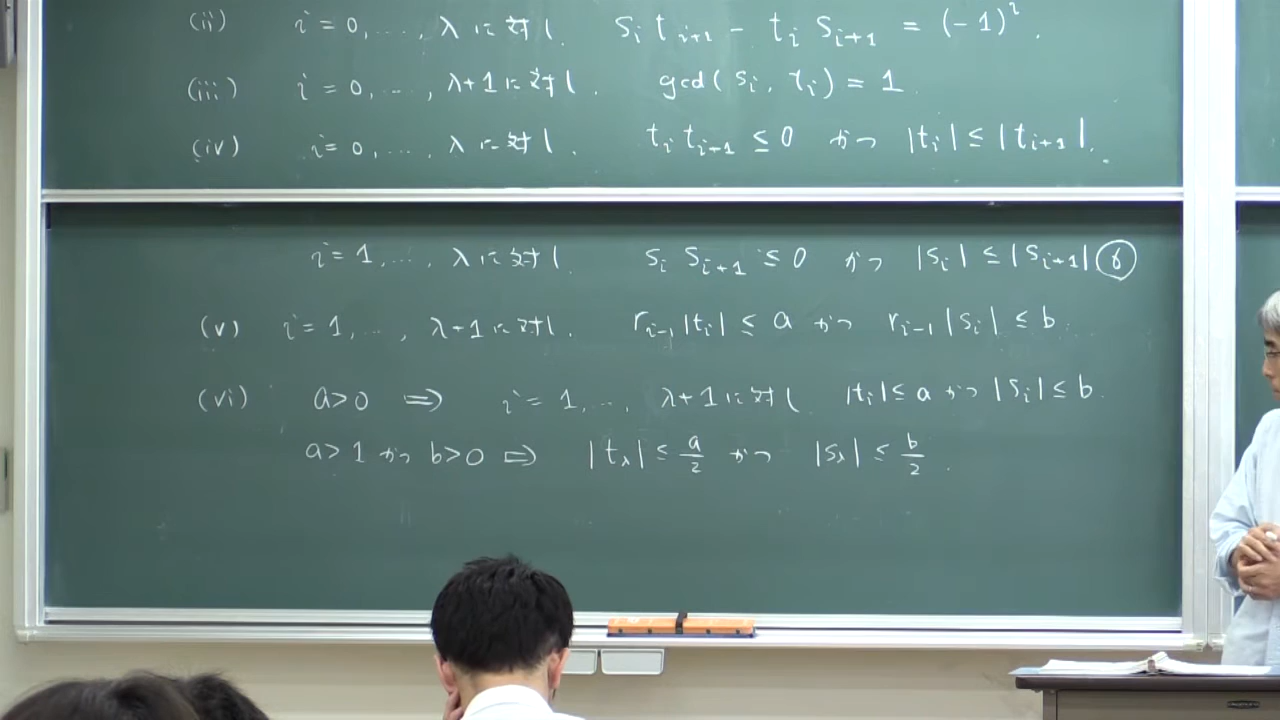 (ii) i = 0, ..., λ に対し. s_i t_{i+1} - t_i s_{i+1} = (-1)^i.
(iii) i = 0, ..., λ+1 に対し. gcd(s_i, t_i) = 1.
(iv) i = 0, ..., λ に対し. t_i t_{i+1} ≤ 0 かつ |t_i| ≤ |t_{i+1}|.
i = 1, ..., λ に対し. s_i s_{i+1} ≤ 0 かつ |s_i| ≤ |s_{i+1}| ⑥
(v) i = 1, ..., λ+1 に対し. r_{i-1}|t_i| ≤ a かつ r_{i-1}|s_i| ≤ b.
(vi) a>0 ⇒ i = 1, ..., λ+1 に対し |t_i| ≤ a かつ |s_i| ≤ b.
a>1 かつ b>0 ⇒ |t_λ| ≤ a/2 かつ |s_λ| ≤ b/2.